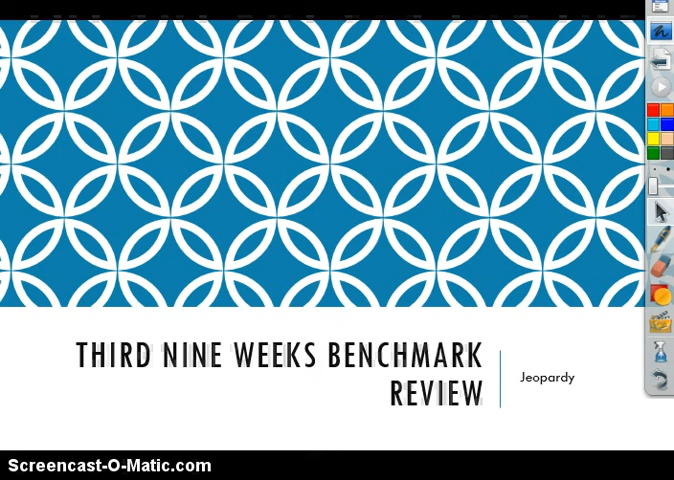 THIRD NINE WEEKS BENCHMARK
REVIEW
Jeopardy
Screencast-O-Matic.com